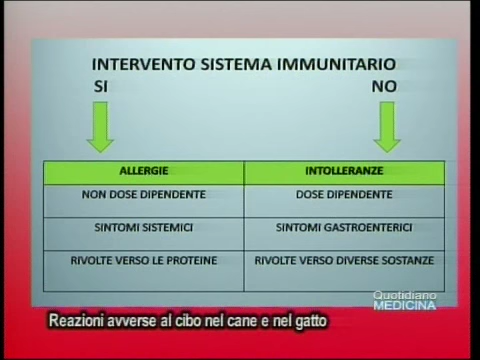 INTERVENTO SISTEMA IMMUNITARIO
SI NO
ALLERGIE INTOLLERANZE
NON DOSE DIPENDENTE DOSE DIPENDENTE
SINTOMI SISTEMICI SINTOMI GASTROENTERICI
RIVOLTE VERSO LE PROTEINE RIVOLTE VERSO DIVERSE SOSTANZE
Quotidiano
MEDICINA
Reazioni avverse al cibo nel cane e nel gatto